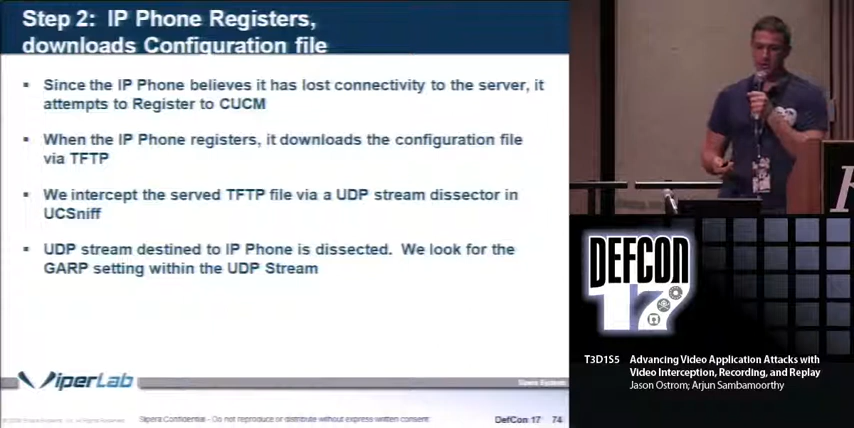 Step 2: IP Phone Registers,
downloads Configuration file
Since the IP Phone believes it has lost connectivity to the server, it
attempts to Register to CUCM
When the IP Phone registers, it downloads the configuration file
via TFTP
We intercept the served TFTP file via a UDP stream dissector in
UCSniff
UDP stream destined to IP Phone is dissected. We look for the
GARP setting within the UDP Stream
ViperLab
Sipera Systems
Sipera Confidential - Do not reproduce or distribute without express written consent
DefCon 17 74
DEFCON
17
T3D1S5 Advancing Video Application Attacks with
Video Interception, Recording, and Replay
Jason Ostrom; Arjun Sambamoorthy